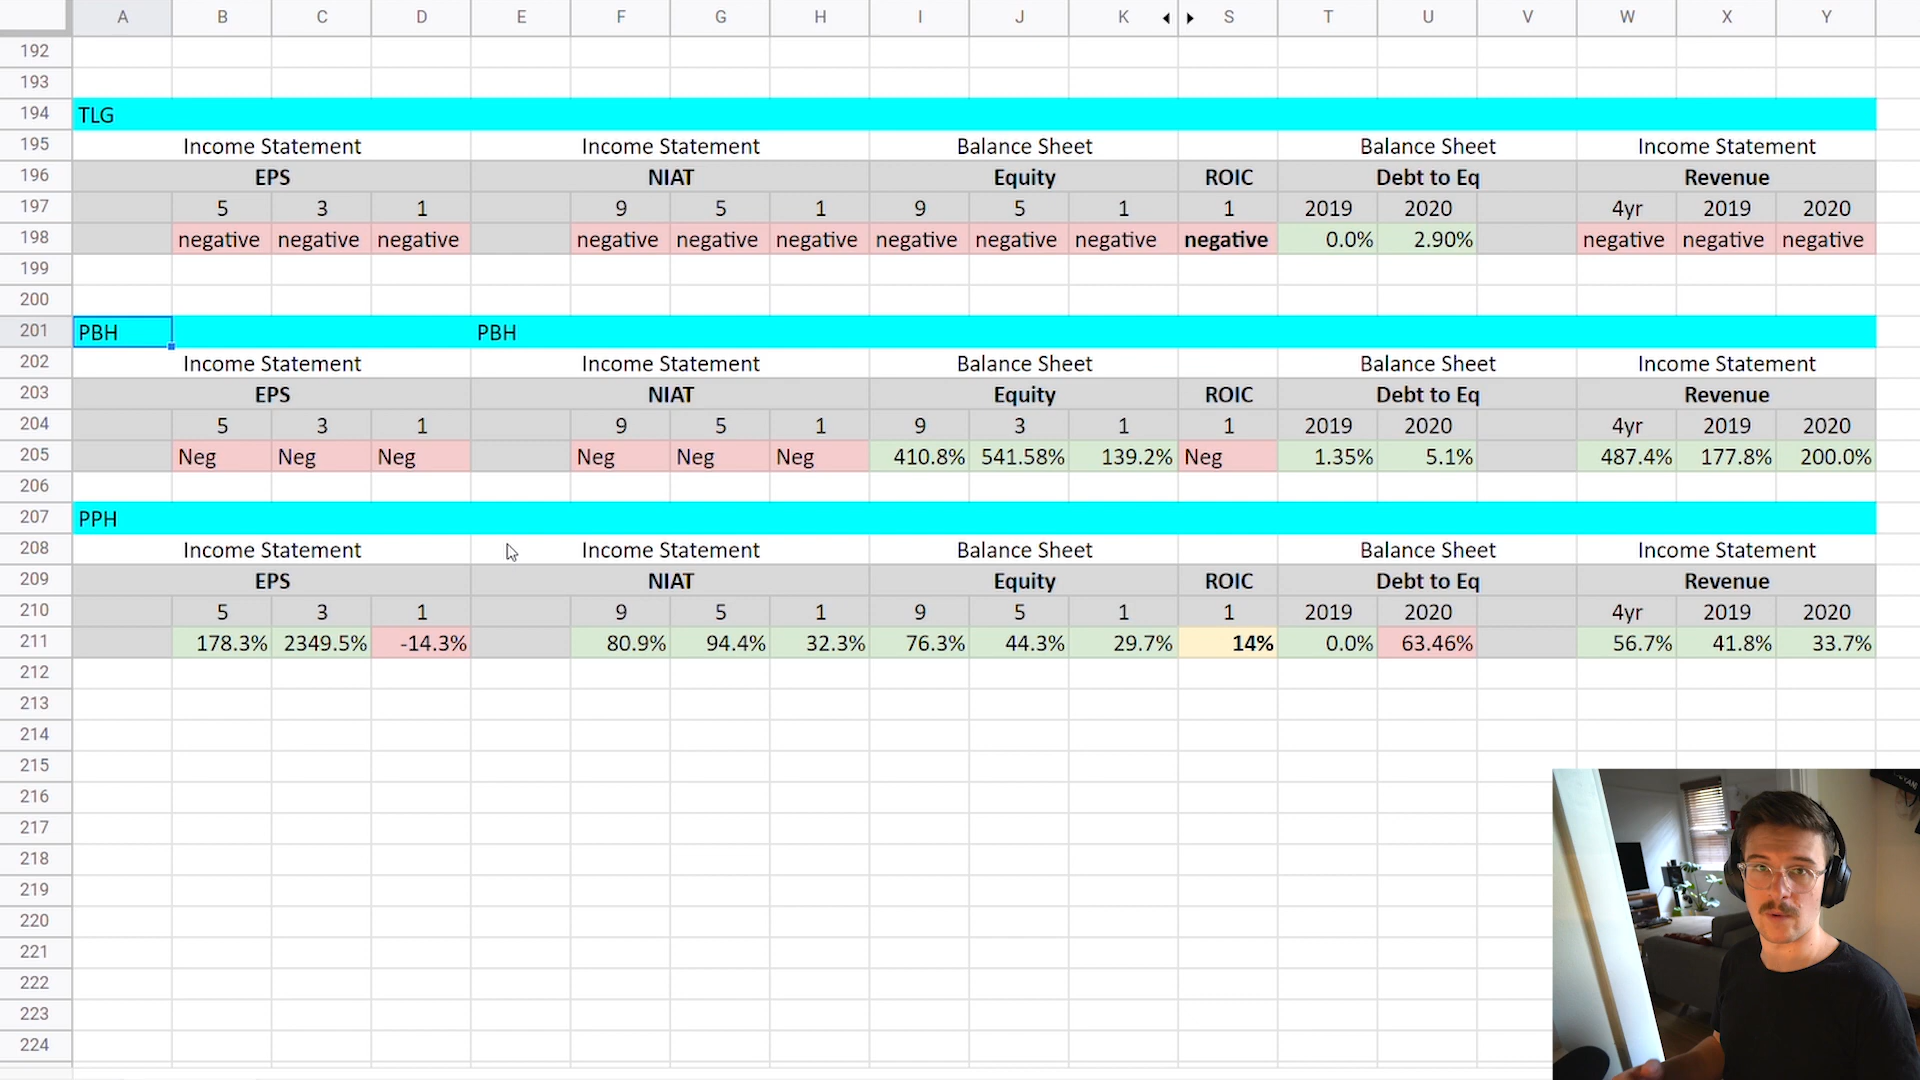 A B C D E F G H I J K S T U V W X Y
192
193
194 TLG
195 Income Statement Income Statement Balance Sheet Balance Sheet Income Statement
196 EPS NIAT Equity ROIC Debt to Eq Revenue
197 5 3 1 9 5 1 9 5 1 1 2019 2020 4yr 2019 2020
198 negative negative negative negative negative negative negative negative negative negative 0.0% 2.90% negative negative negative
199
200
201 PBH PBH
202 Income Statement Income Statement Balance Sheet Balance Sheet Income Statement
203 EPS NIAT Equity ROIC Debt to Eq Revenue
204 5 3 1 9 5 1 9 3 1 1 2019 2020 4yr 2019 2020
205 Neg Neg Neg Neg Neg Neg 410.8% 541.58% 139.2% Neg 1.35% 5.1% 487.4% 177.8% 200.0%
206
207 PPH
208 Income Statement Income Statement Balance Sheet Balance Sheet Income Statement
209 EPS NIAT Equity ROIC Debt to Eq Revenue
210 5 3 1 9 5 1 9 5 1 1 2019 2020 4yr 2019 2020
211 178.3% 2349.5% -14.3% 80.9% 94.4% 32.3% 76.3% 44.3% 29.7% 14% 0.0% 63.46% 56.7% 41.8% 33.7%
212
213
214
215
216
217
218
219
220
221
222
223
224